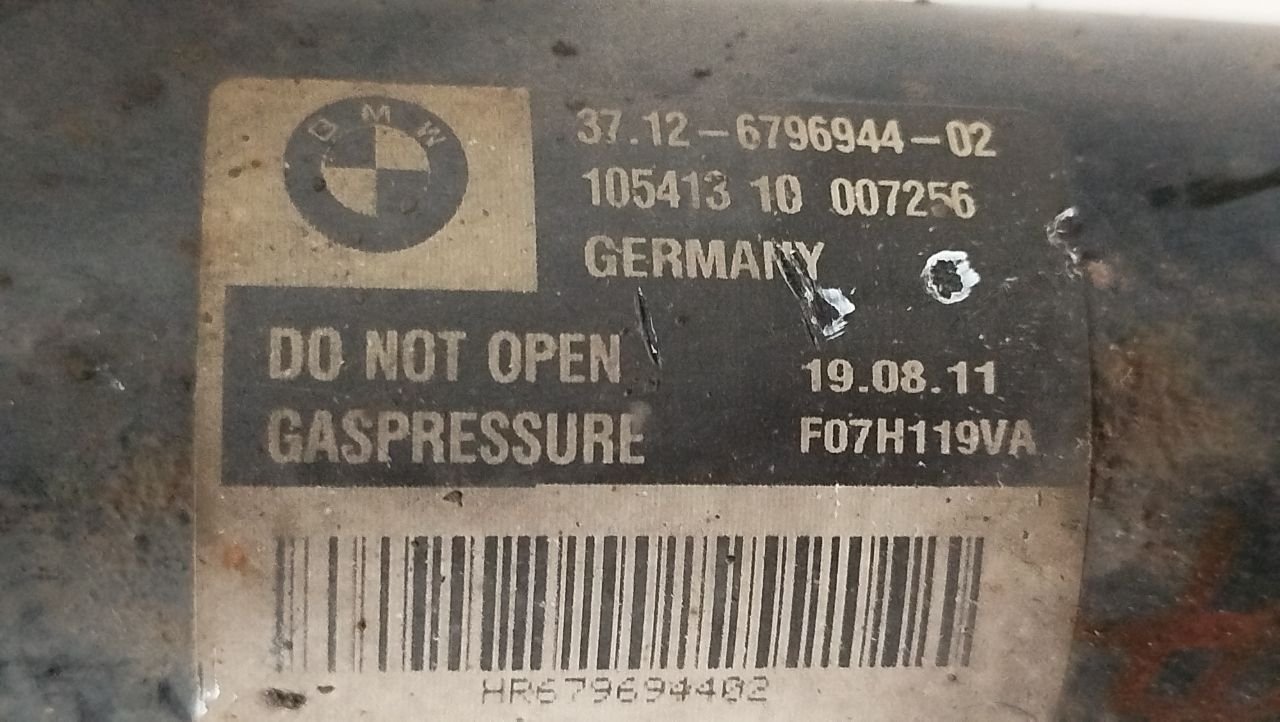 BMW
37.12-6796944-02
105413 10 007256
GERMANY
DO NOT OPEN
19.08.11
GASPRESSURE
F07H119VA
HR679694402